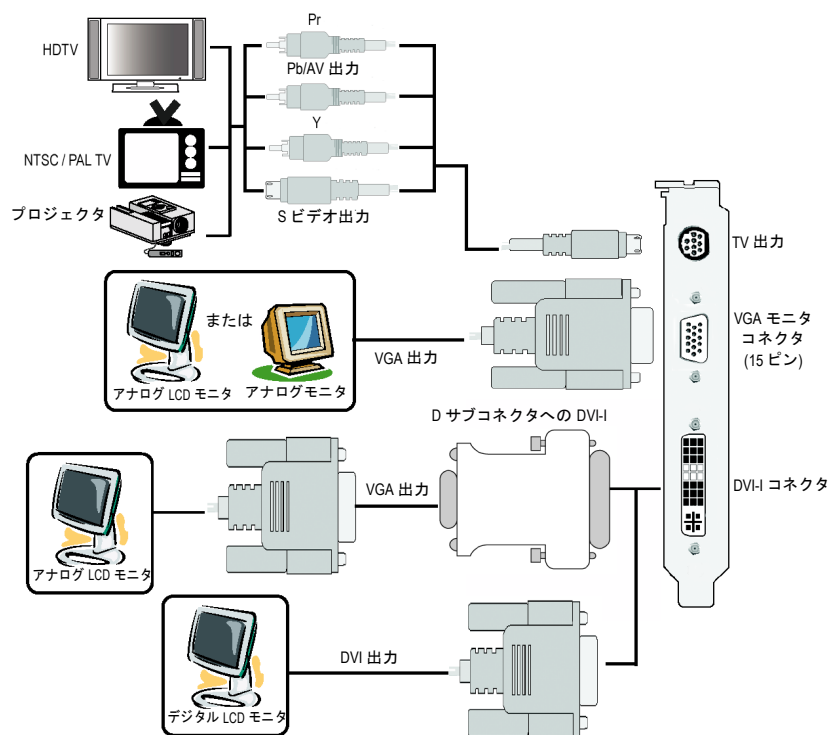 Pr
HDTV
Pb/AV 出力
Y
NTSC / PAL TV
プロジェクタ
S ビデオ出力
TV 出力
または
VGA モニタ
コネクタ
(15 ピン)
VGA 出力
アナログ LCD モニタ
アナログモニタ
D サブコネクタへの DVI-I
VGA 出力
DVI-I コネクタ
アナログ LCD モニタ
DVI 出力
デジタル LCD モニタ